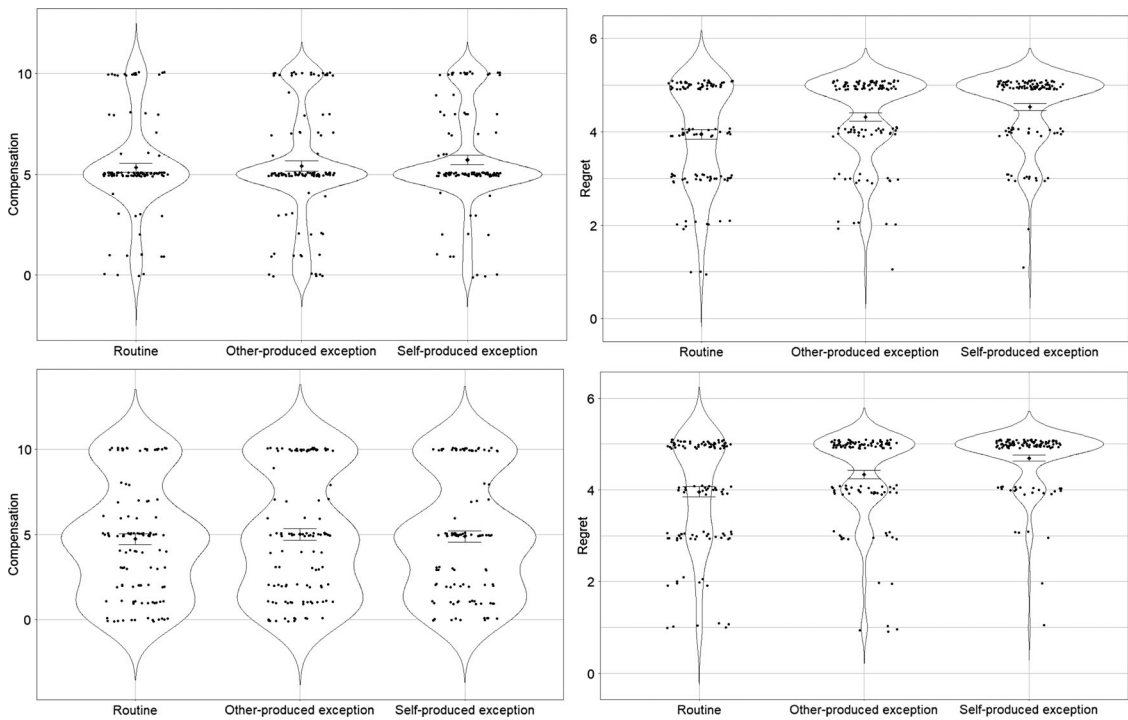 10
5
0
Compensation
Routine
Other-produced exception
Self-produced exception
6
4
2
0
Regret
Routine
Other-produced exception
Self-produced exception
10
5
0
Compensation
Routine
Other-produced exception
Self-produced exception
6
4
2
0
Regret
Routine
Other-produced exception
Self-produced exception